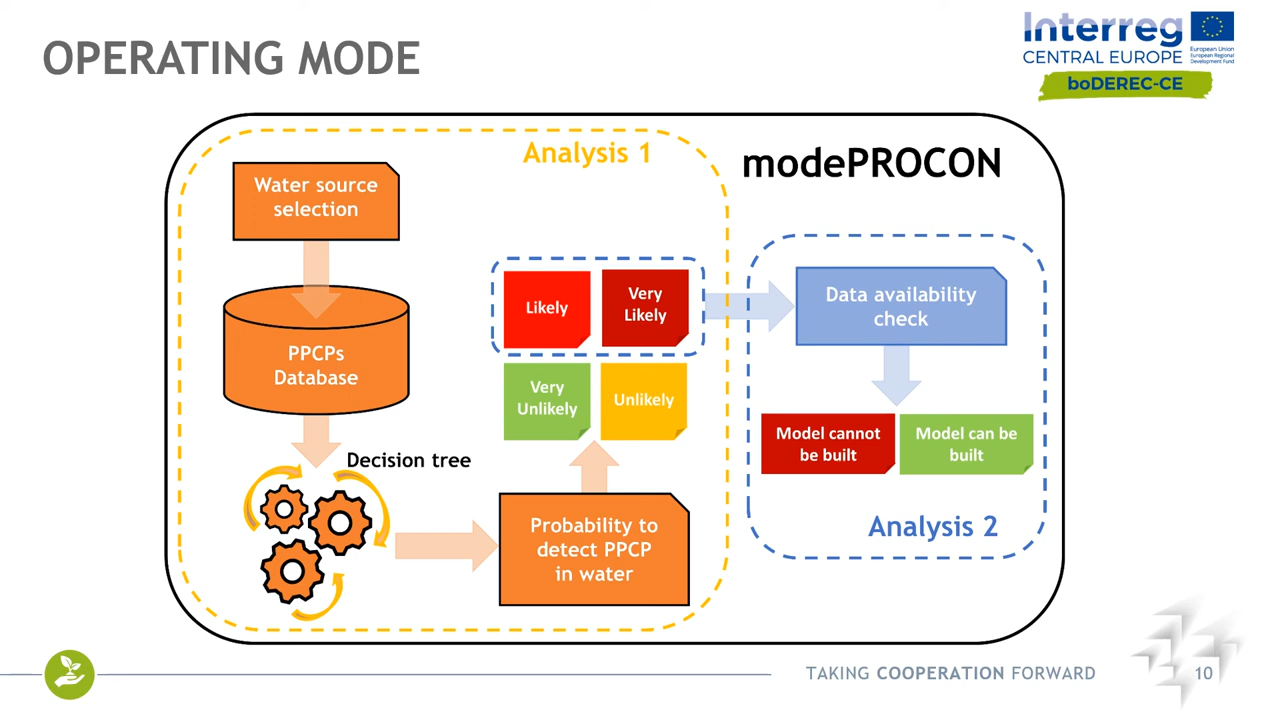 OPERATING MODE
Interreg
CENTRAL EUROPE
European Union
European Regional
Development Fund
boDEREC-CE
Analysis 1
modePROCON
Water source
selection
PPCPs
Database
Decision tree
Probability to
detect PPCP
in water
Likely
Very
Likely
Very
Unlikely
Unlikely
Data availability
check
Model cannot
be built
Model can be
built
Analysis 2
TAKING COOPERATION FORWARD
10